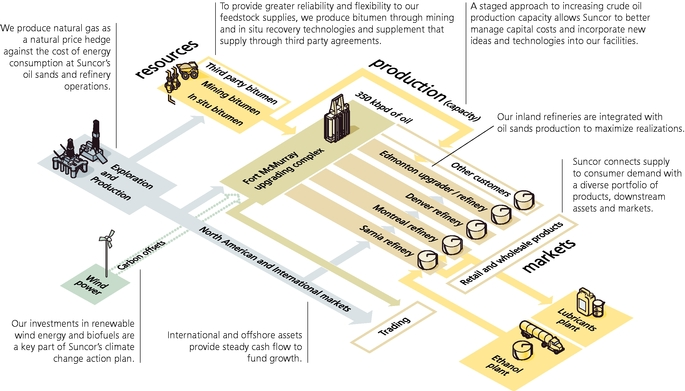 To provide greater reliability and flexibility to our
feedstock supplies, we produce bitumen through mining
and in situ recovery technologies and supplement that
supply through third party agreements.
A staged approach to increasing crude oil
production capacity allows Suncor to better
manage capital costs and incorporate new
ideas and technologies into our facilities.
We produce natural gas as
a natural price hedge
against the cost of energy
consumption at Suncor's
oil sands and refinery
operations.
resources
Third party bitumen
Mining bitumen
In situ bitumen
production (capacity)
350 kbpd of oil
Our inland refineries are integrated with
oil sands production to maximize realizations.
Fort McMurray
upgrading complex
Edmonton upgrader / refinery
Other customers
Denver refinery
Montreal refinery
Sarnia refinery
Suncor connects supply
to consumer demand with
a diverse portfolio of
products, downstream
assets and markets.
Exploration
and
Production
North American and International markets
Carbon offsets
Wind
power
Retail and wholesale products
markets
Trading
Lubricants
plant
Ethanol
plant
Our investments in renewable
wind energy and biofuels are
a key part of Suncor's climate
change action plan.
International and offshore assets
provide steady cash flow to
fund growth.